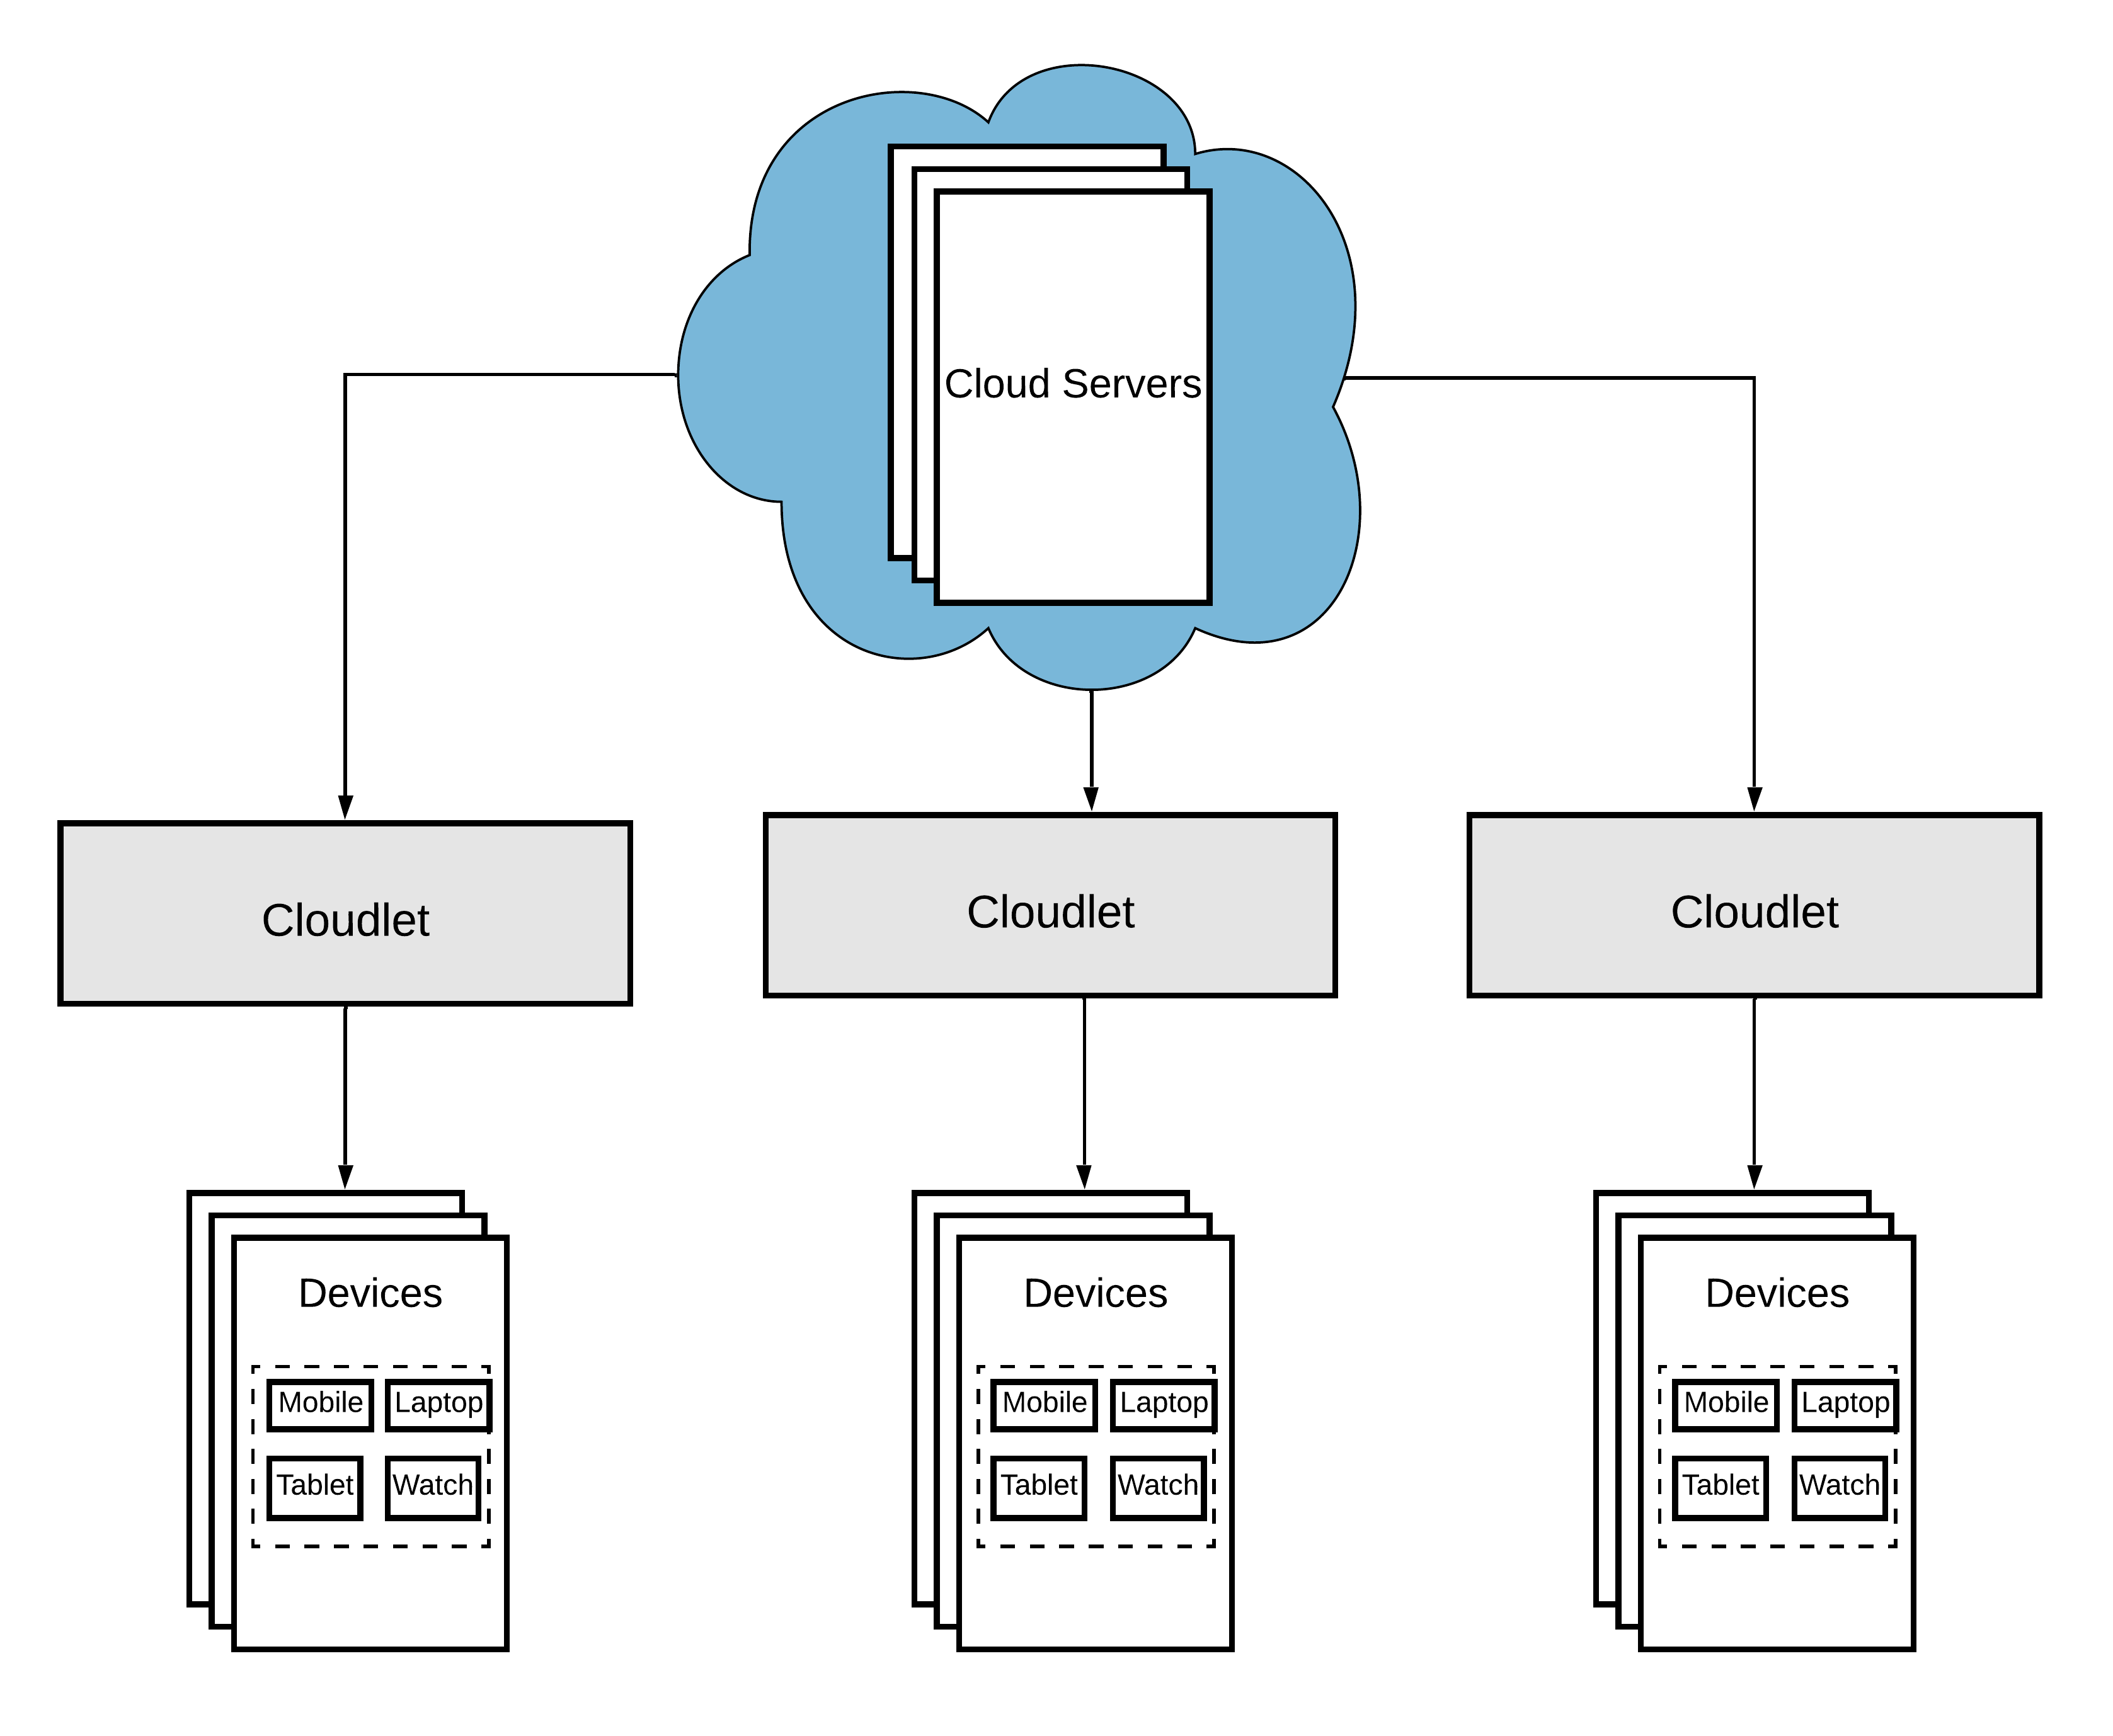 Cloud Servers
Cloudlet
Cloudlet
Cloudlet
Devices
Mobile Laptop
Tablet Watch
Devices
Mobile Laptop
Tablet Watch
Devices
Mobile Laptop
Tablet Watch